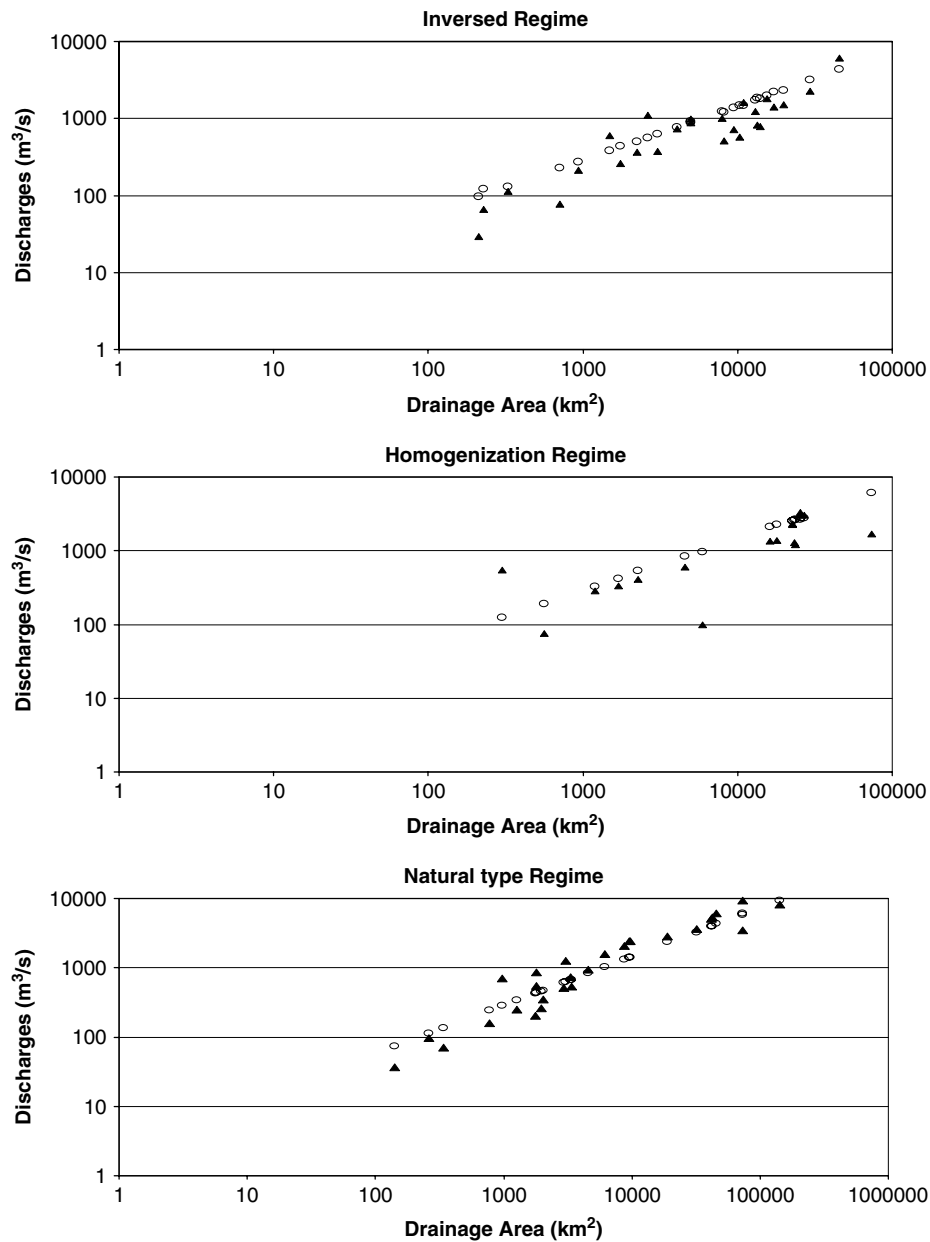 Inversed Regime
10000
1000
100
10
1
Discharges (m³/s)
1 10 100 1000 10000 100000
Drainage Area (km²)
Homogenization Regime
10000
1000
100
10
1
Discharges (m³/s)
1 10 100 1000 10000 100000
Drainage Area (km²)
Natural type Regime
10000
1000
100
10
1
Discharges (m³/s)
1 10 100 1000 10000 100000 1000000
Drainage Area (km²)